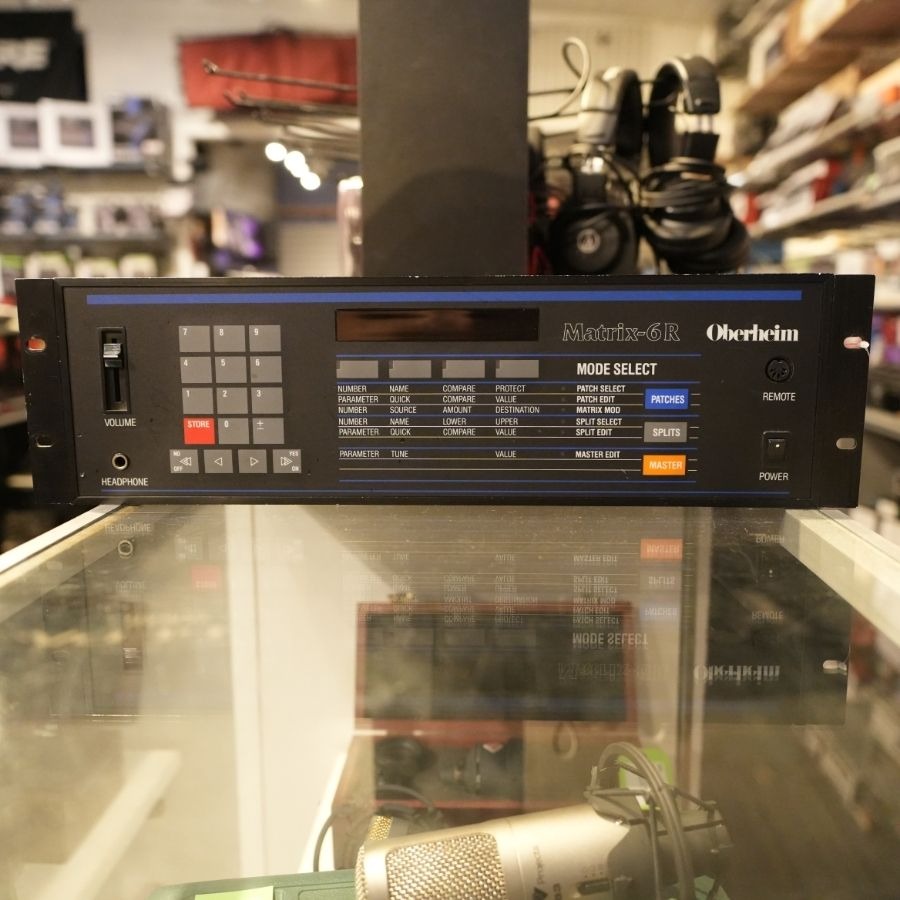 Matrix-6R Oberheim
7 8 9
4 5 6
1 2 3
STORE 0 ±
NO OFF
YES ON
VOLUME
HEADPHONE
MODE SELECT
NUMBER NAME COMPARE PROTECT PATCH SELECT
PARAMETER QUICK COMPARE VALUE PATCH EDIT
NUMBER SOURCE AMOUNT DESTINATION MATRIX MOD
NUMBER NAME LOWER UPPER SPLIT SELECT
PARAMETER QUICK COMPARE VALUE SPLIT EDIT
PARAMETER TUNE VALUE MASTER EDIT
PATCHES
SPLITS
MASTER
REMOTE
POWER